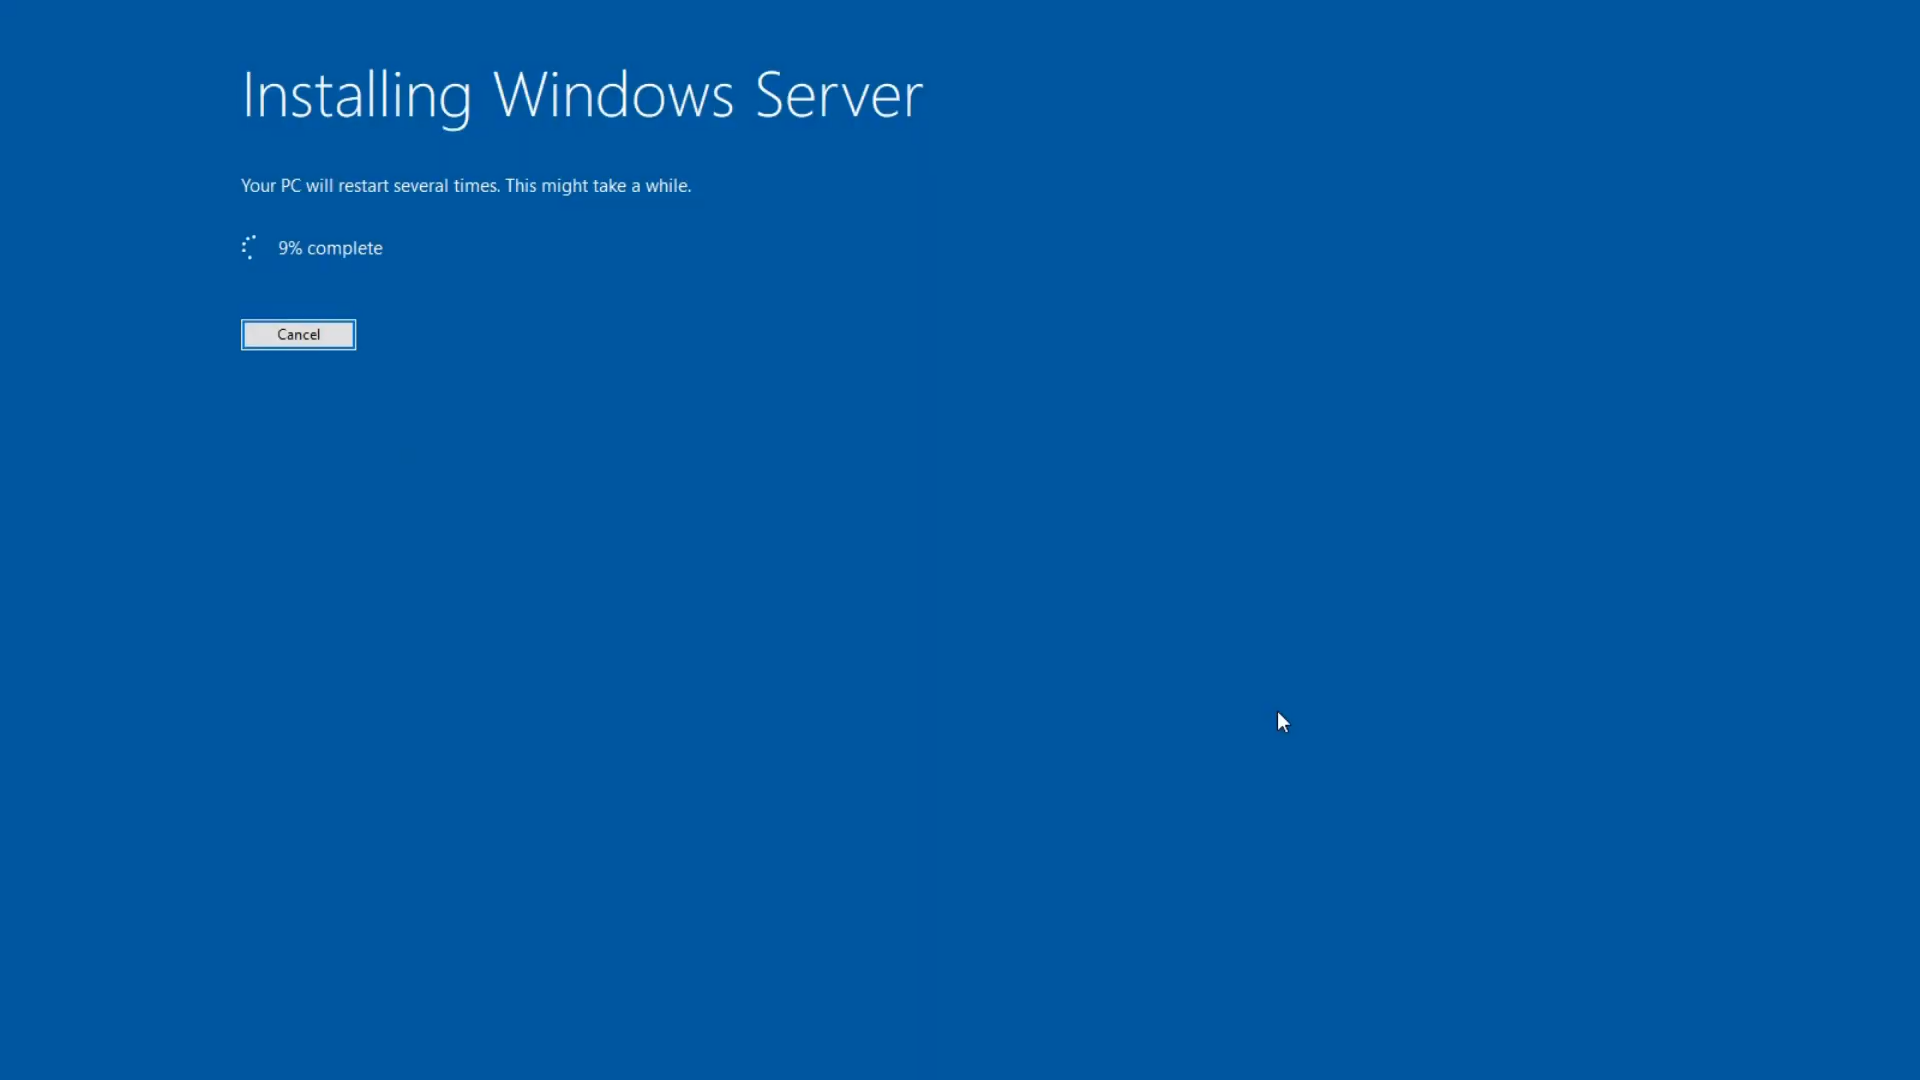 Installing Windows Server
Your PC will restart several times. This might take a while.
9% complete
Cancel